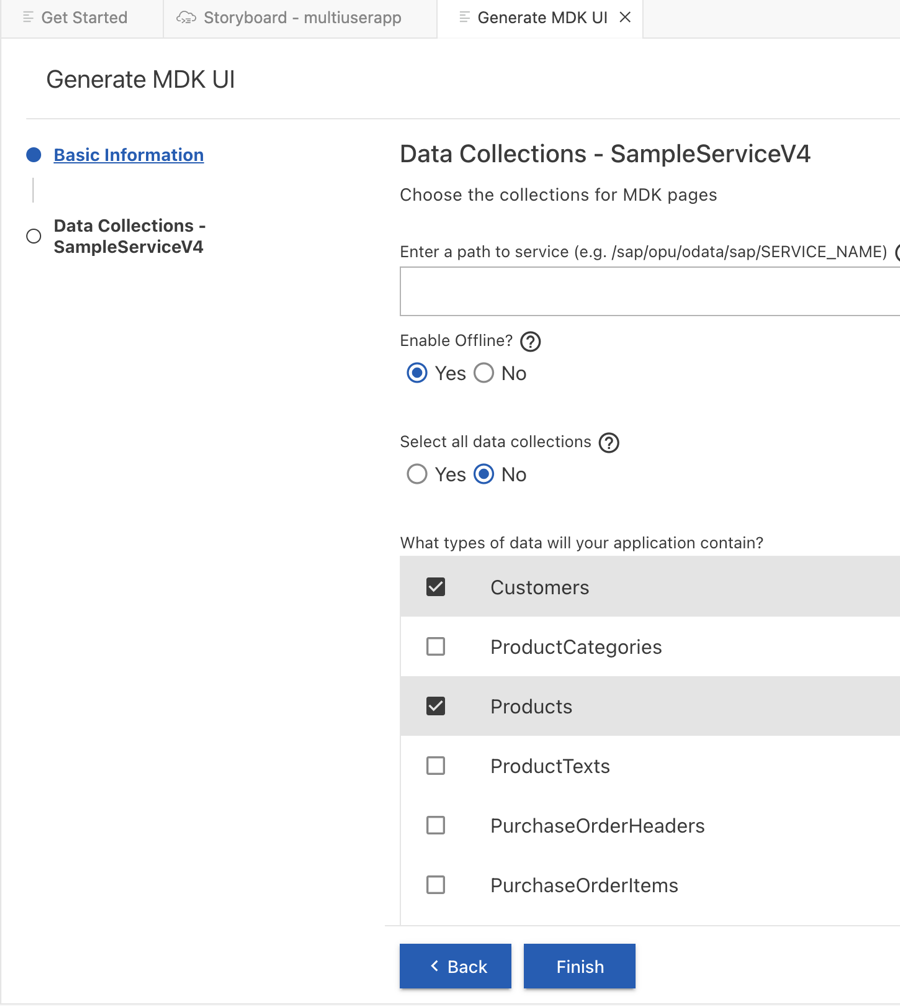 Get Started
Storyboard - multiuserapp
Generate MDK UI
Generate MDK UI
Basic Information
Data Collections -
SampleServiceV4
Data Collections - SampleServiceV4
Choose the collections for MDK pages
Enter a path to service (e.g. /sap/opu/odata/sap/SERVICE_NAME)
Enable Offline? ?
Yes No
Select all data collections ?
Yes No
What types of data will your application contain?
Customers
ProductCategories
Products
ProductTexts
PurchaseOrderHeaders
PurchaseOrderItems
Back
Finish